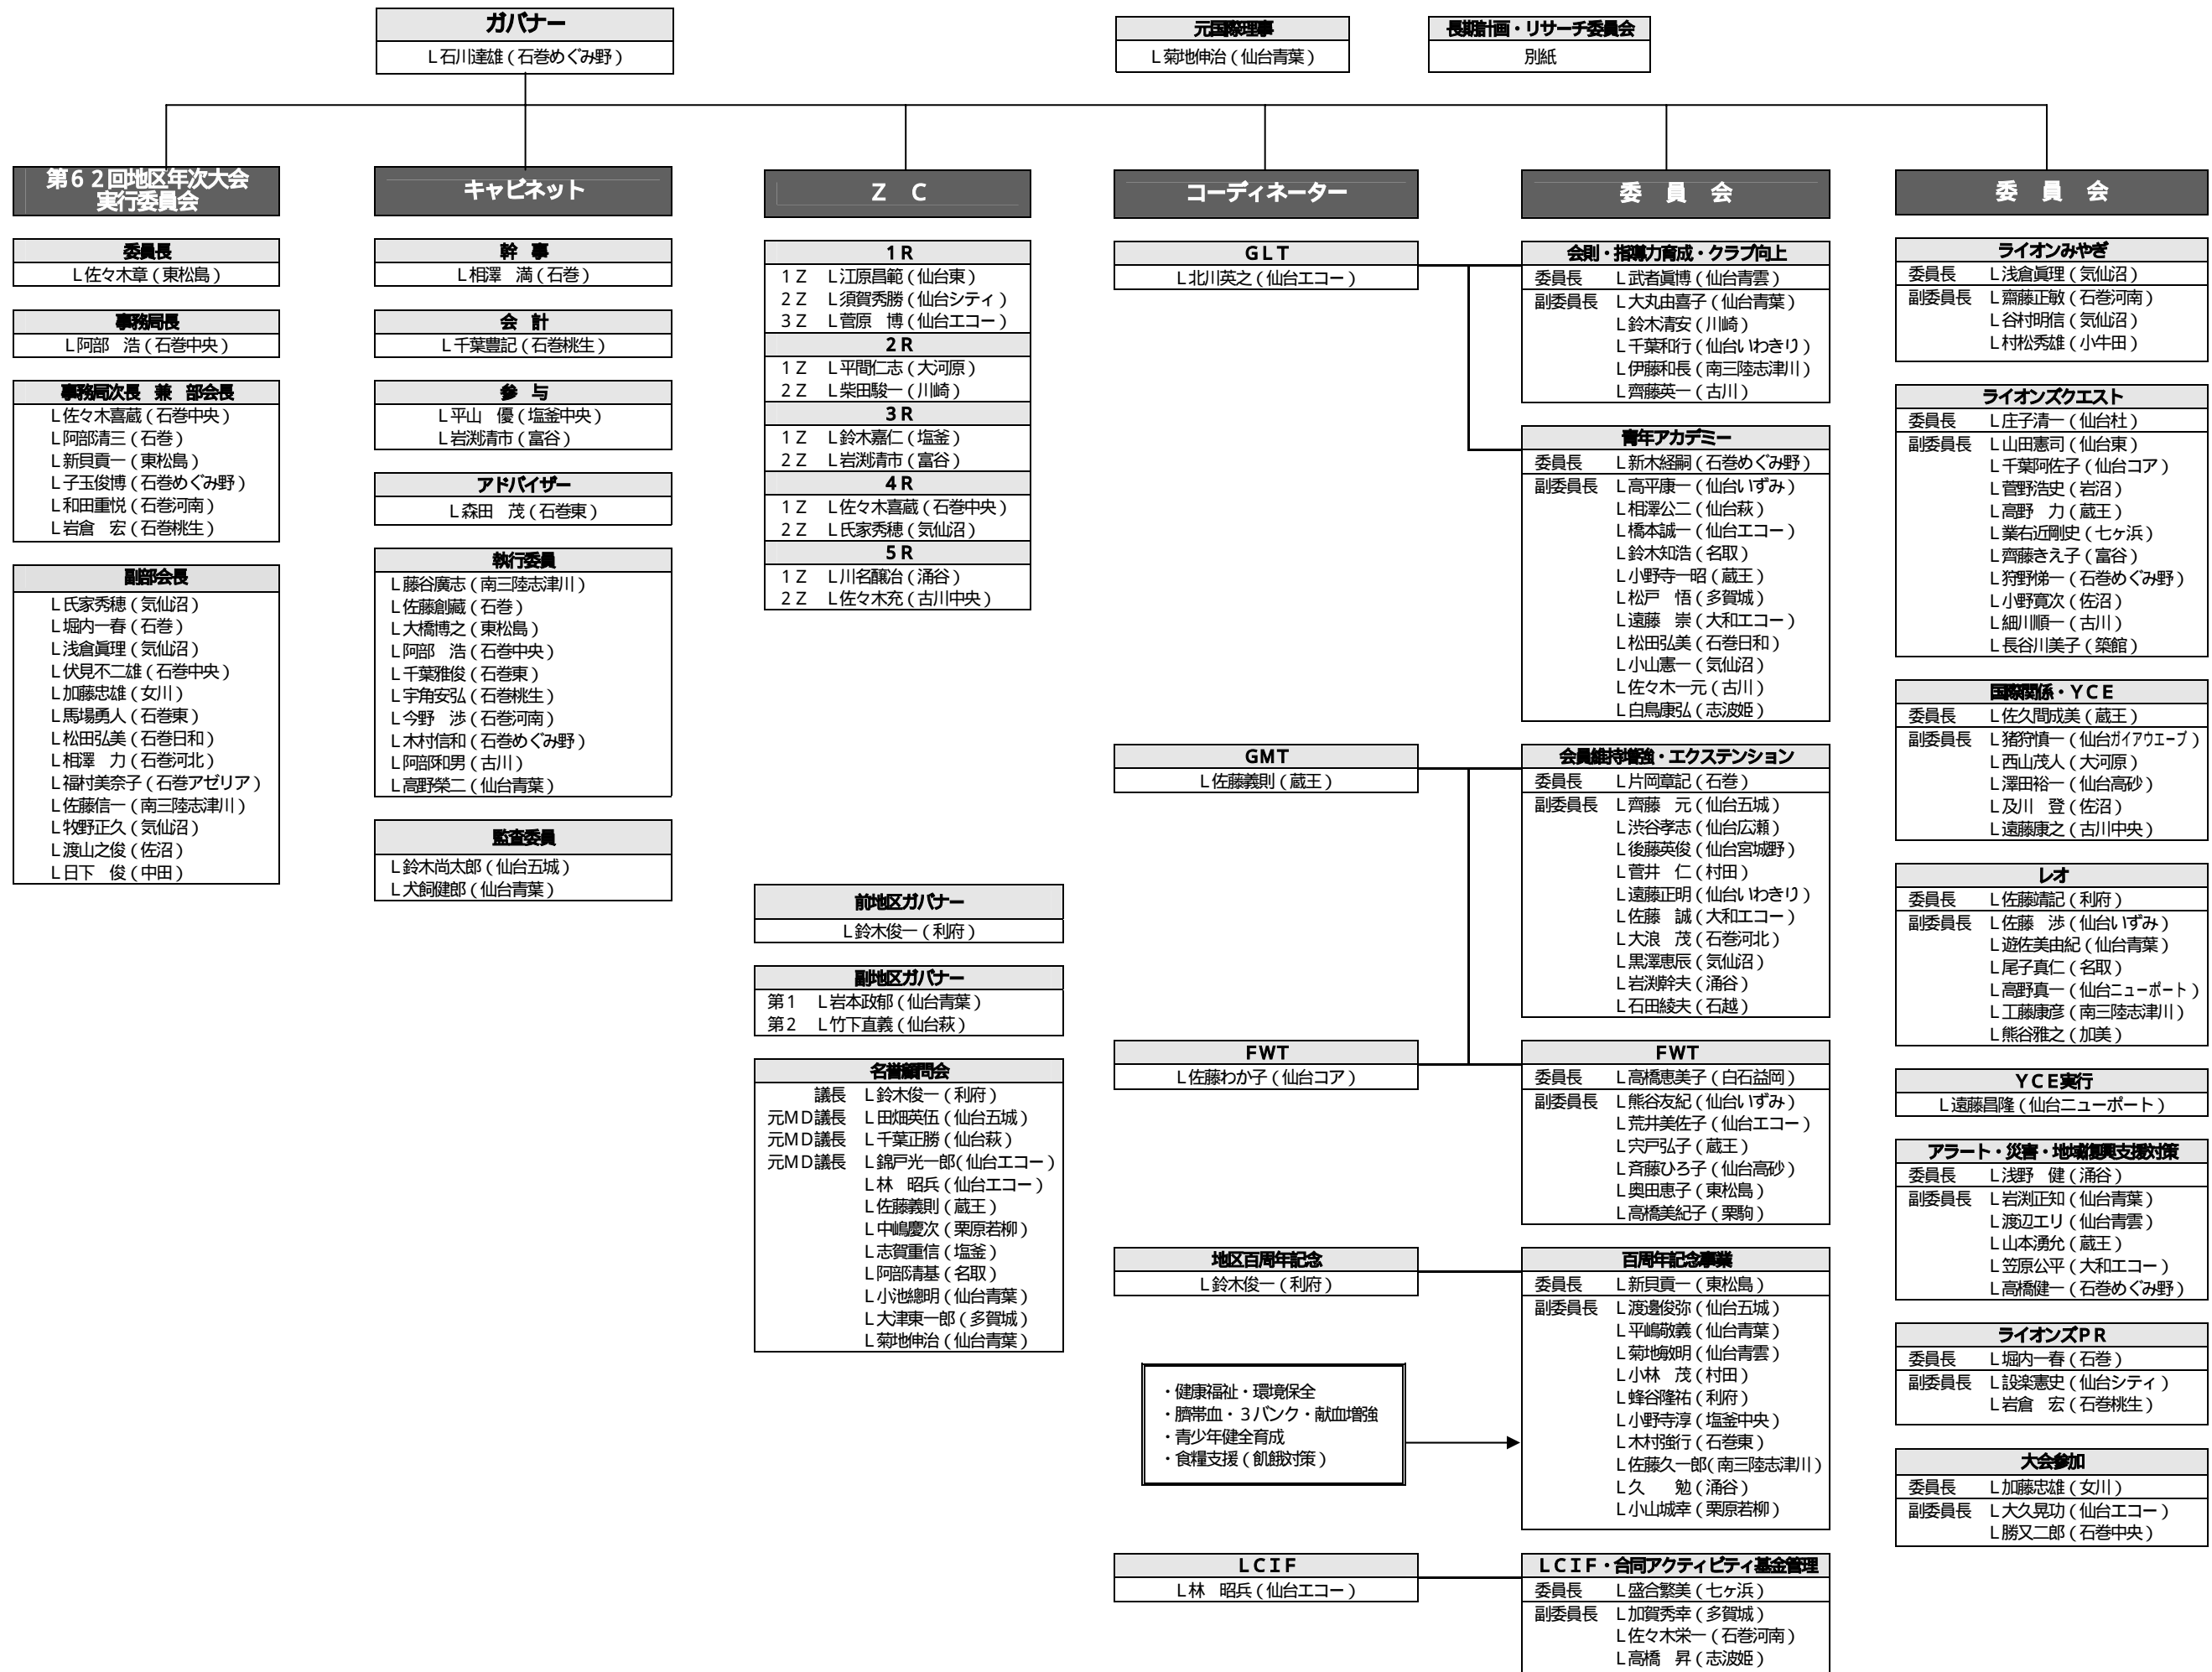 ガバナー
L石川達雄（石巻めぐみ野）
元国際理事
L菊地伸治（仙台青葉）
長期計画・リサーチ委員会
別紙
第６２回地区年次大会
実行委員会
委員長
L佐々木章（東松島）
事務局長
L阿部　浩（石巻中央）
事務局次長　兼　部会長
L佐々木喜蔵（石巻中央）
L阿部清三（石巻）
L新貝貢一（東松島）
L子玉俊博（石巻めぐみ野）
L和田重悦（石巻河南）
L岩倉　宏（石巻桃生）
副部会長
L氏家秀穂（気仙沼）
L堀内一春（石巻）
L浅倉眞理（気仙沼）
L伏見不二雄（石巻中央）
L加藤忠雄（女川）
L馬場勇人（石巻東）
L松田弘美（石巻日和）
L相澤　力（石巻河北）
L福村美奈子（石巻アゼリア）
L佐藤信一（南三陸志津川）
L牧野正久（気仙沼）
L渡山之俊（佐沼）
L日下　俊（中田）
キャビネット
幹　事
L相澤　満（石巻）
会　計
L千葉豊記（石巻桃生）
参　与
L平山　優（塩釜中央）
L岩渕清市（富谷）
アドバイザー
L森田　茂（石巻東）
執行委員
L藤谷廣志（南三陸志津川）
L佐藤創蔵（石巻）
L大橋博之（東松島）
L阿部　浩（石巻中央）
L千葉雅俊（石巻東）
L宇角安弘（石巻桃生）
L今野　渉（石巻河南）
L木村信和（石巻めぐみ野）
L阿部和男（古川）
L高野榮二（仙台青葉）
監査委員
L鈴木尚太郎（仙台五城）
L犬飼健郎（仙台青葉）
Ｚ　Ｃ
１Ｒ
１Ｚ　L江原昌範（仙台東）
２Ｚ　L須賀秀勝（仙台シティ）
３Ｚ　L菅原　博（仙台エコー）
２Ｒ
１Ｚ　L平間仁志（大河原）
２Ｚ　L柴田駿一（川崎）
３Ｒ
１Ｚ　L鈴木嘉仁（塩釜）
２Ｚ　L岩渕清市（富谷）
４Ｒ
１Ｚ　L佐々木喜蔵（石巻中央）
２Ｚ　L氏家秀穂（気仙沼）
５Ｒ
１Ｚ　L川名醸冶（涌谷）
２Ｚ　L佐々木充（古川中央）
前地区ガバナー
L鈴木俊一（利府）
副地区ガバナー
第１　L岩本政郁（仙台青葉）
第２　L竹下直義（仙台萩）
名誉顧問会
議長　L鈴木俊一（利府）
元ＭＤ議長　L田畑英伍（仙台五城）
元ＭＤ議長　L千葉正勝（仙台萩）
元ＭＤ議長　L錦戸光一郎（仙台エコー）
L林　昭兵（仙台エコー）
L佐藤義則（蔵王）
L中嶋慶次（栗原若柳）
L志賀重信（塩釜）
L阿部清基（名取）
L小池總明（仙台青葉）
L大津東一郎（多賀城）
L菊地伸治（仙台青葉）
コーディネーター
ＧＬＴ
L北川英之（仙台エコー）
ＧＭＴ
L佐藤義則（蔵王）
ＦＷＴ
L佐藤わか子（仙台コア）
地区百周年記念
L鈴木俊一（利府）
・健康福祉・環境保全
・臍帯血・３バンク・献血増強
・青少年健全育成
・食糧支援（飢餓対策）
ＬＣＩＦ
L林　昭兵（仙台エコー）
委　員　会
会則・指導力育成・クラブ向上
委員長　L武者眞博（仙台青雲）
副委員長　L大丸由喜子（仙台青葉）
L鈴木清安（川崎）
L千葉和行（仙台いわきり）
L伊藤和長（南三陸志津川）
L齊藤英一（古川）
青年アカデミー
委員長　L新木経嗣（石巻めぐみ野）
副委員長　L高平康一（仙台いずみ）
L相澤公二（仙台萩）
L橋本誠一（仙台エコー）
L鈴木知浩（名取）
L小野寺一昭（蔵王）
L松戸　悟（多賀城）
L遠藤　崇（大和エコー）
L松田弘美（石巻日和）
L小山憲一（気仙沼）
L佐々木一元（古川）
L白鳥康弘（志波姫）
会員維持増強・エクステンション
委員長　L片岡章記（石巻）
副委員長　L齊藤　元（仙台五城）
L渋谷孝志（仙台広瀬）
L後藤英俊（仙台宮城野）
L菅井　仁（村田）
L遠藤正明（仙台いわきり）
L佐藤　誠（大和エコー）
L大浪　茂（石巻河北）
L黒澤恵辰（気仙沼）
L岩渕幹夫（涌谷）
L石田綾夫（石越）
ＦＷＴ
委員長　L高橋恵美子（白石益岡）
副委員長　L熊谷友紀（仙台いずみ）
L荒井美佐子（仙台エコー）
L宍戸弘子（蔵王）
L斉藤ひろ子（仙台高砂）
L奥田恵子（東松島）
L高橋美紀子（栗駒）
百周年記念事業
委員長　L新貝貢一（東松島）
副委員長　L渡邊俊弥（仙台五城）
L平嶋敬義（仙台青葉）
L菊地敏明（仙台青雲）
L小林　茂（村田）
L蜂谷隆祐（利府）
L小野寺淳（塩釜中央）
L木村強行（石巻東）
L佐藤久一郎（南三陸志津川）
L久　　勉（涌谷）
L小山城幸（栗原若柳）
ＬＣＩＦ・合同アクティビティ基金管理
委員長　L盛合繁美（七ヶ浜）
副委員長　L加賀秀幸（多賀城）
L佐々木栄一（石巻河南）
L高橋　昇（志波姫）
委　員　会
ライオンみやぎ
委員長　L浅倉眞理（気仙沼）
副委員長　L齋藤正敏（石巻河南）
L谷村明信（気仙沼）
L村松秀雄（小牛田）
ライオンズクエスト
委員長　L庄子清一（仙台杜）
副委員長　L山田憲司（仙台東）
L千葉阿佐子（仙台コア）
L菅野浩史（岩沼）
L高野　力（蔵王）
L業右近剛史（七ヶ浜）
L齊藤きえ子（富谷）
L狩野悌一（石巻めぐみ野）
L小野寛次（佐沼）
L細川順一（古川）
L長谷川美子（築館）
国際関係・ＹＣＥ
委員長　L佐久間成美（蔵王）
副委員長　L猪狩慎一（仙台ｶﾞｲｱｳｴｰﾌﾞ）
L西山茂人（大河原）
L澤田裕一（仙台高砂）
L及川　登（佐沼）
L遠藤康之（古川中央）
レオ
委員長　L佐藤靖記（利府）
副委員長　L佐藤　渉（仙台いずみ）
L遊佐美由紀（仙台青葉）
L尾子真仁（名取）
L高野真一（仙台ニューポート）
L工藤康彦（南三陸志津川）
L熊谷雅之（加美）
ＹＣＥ実行
L遠藤昌隆（仙台ニューポート）
アラート・災害・地域復興支援対策
委員長　L浅野　健（涌谷）
副委員長　L岩渕正知（仙台青葉）
L渡辺エリ（仙台青雲）
L山本湧允（蔵王）
L笠原公平（大和エコー）
L高橋健一（石巻めぐみ野）
ライオンズＰＲ
委員長　L堀内一春（石巻）
副委員長　L設楽憲史（仙台シティ）
L岩倉　宏（石巻桃生）
大会参加
委員長　L加藤忠雄（女川）
副委員長　L大久晃功（仙台エコー）
L勝又二郎（石巻中央）